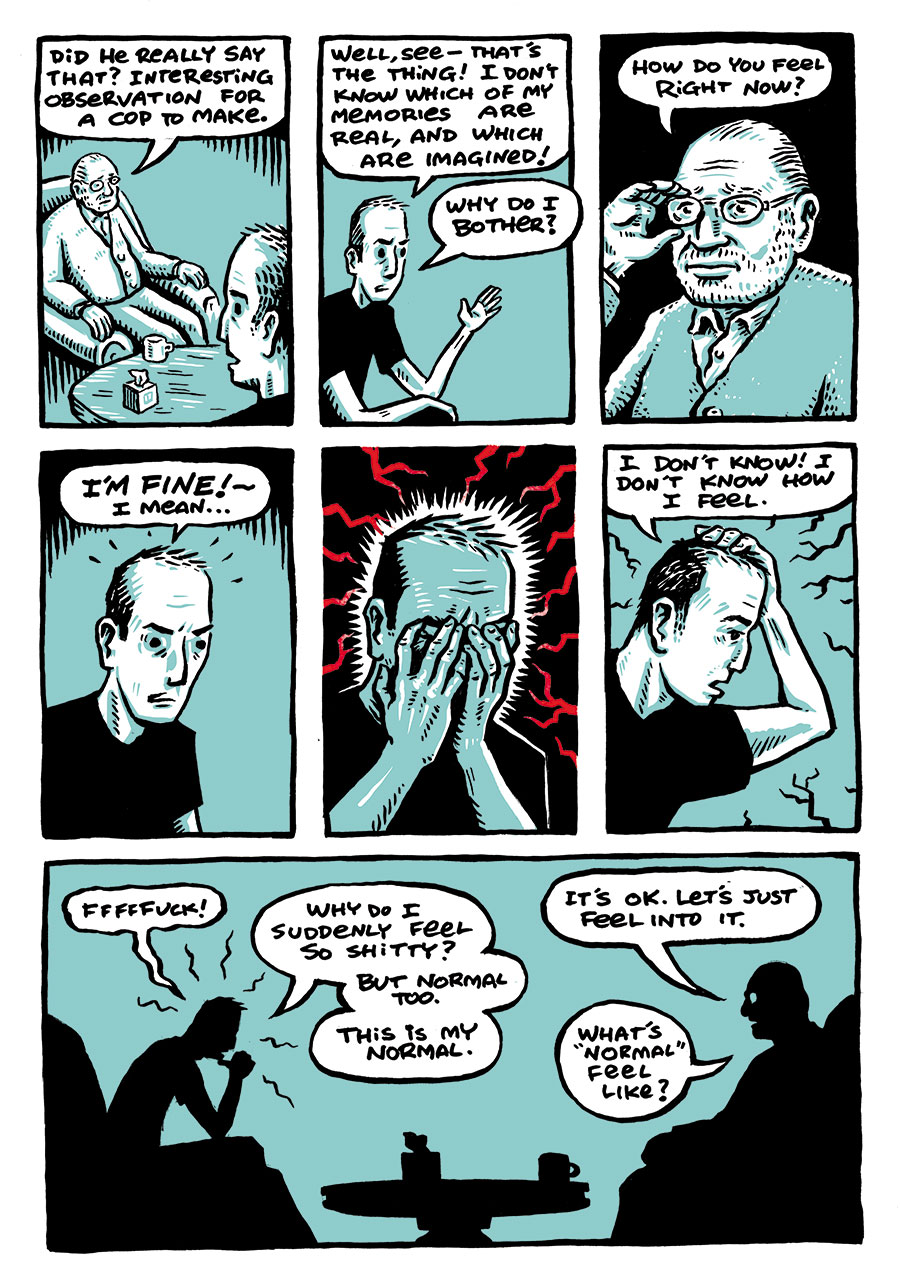 DID HE REALLY SAY
THAT? INTERESTING
OBSERVATION FOR
A COP TO MAKE.
WELL, SEE— THAT'S
THE THING! I DON'T
KNOW WHICH OF MY
MEMORIES ARE
REAL, AND WHICH
ARE IMAGINED!
WHY DO I
BOTHER?
HOW DO YOU FEEL
RIGHT NOW?
I'M FINE!~
I MEAN...
I DON'T KNOW! I
DON'T KNOW HOW
I FEEL.
FFFFFUCK!
WHY DO I
SUDDENLY FEEL
SO SHITTY?
BUT NORMAL
TOO.
THIS IS MY
NORMAL.
IT'S OK. LET'S JUST
FEEL INTO IT.
WHAT'S
"NORMAL"
FEEL
LIKE?